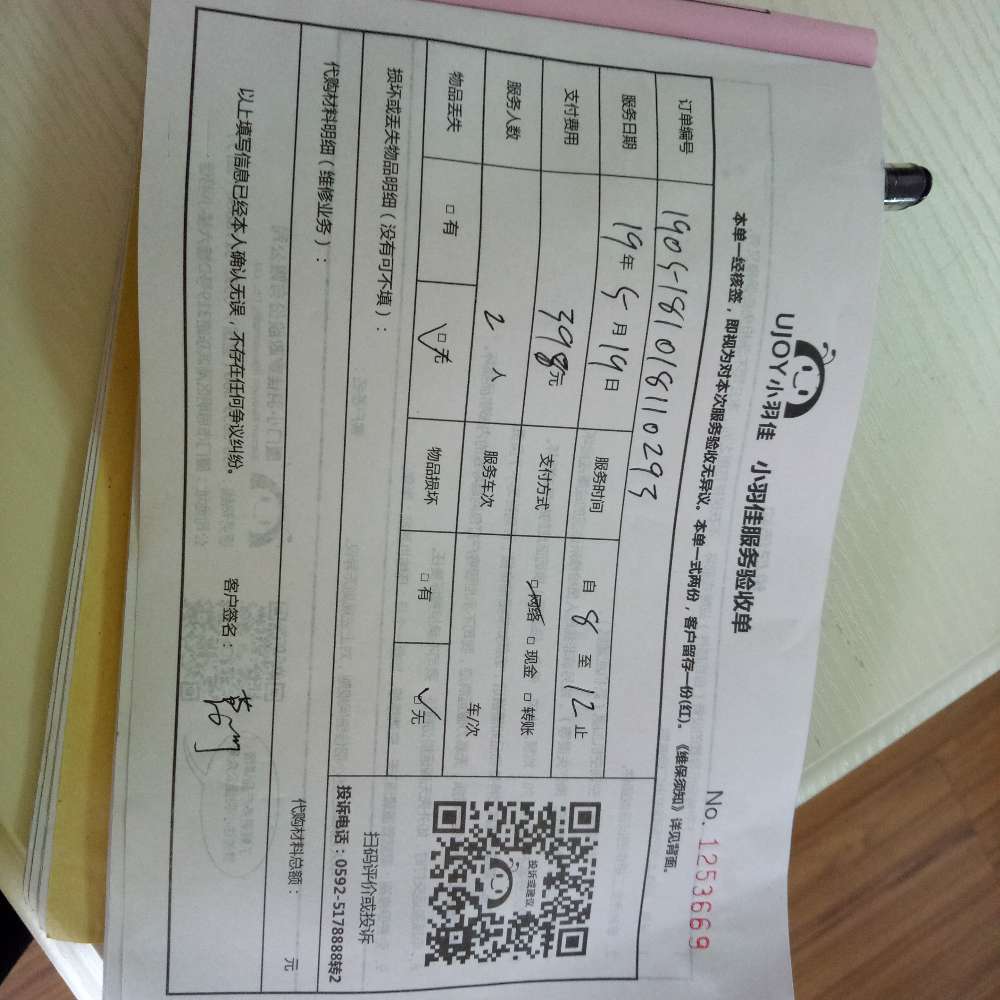 UJOY小羽佳 小羽佳服务验收单
No. 1253669
本单一经核签，即视为对本次服务验收无异议。本单一式两份，客户留存一份(红)。《维保须知》详见背面。
订单编号 1905181018110293
服务日期 19年5月19日 服务时间 自 8 至 12 止
支付费用 398元 支付方式 □网络 □现金 □转账
服务人数 2 人 服务车次 车/次
物品丢失 □有 □无 物品损坏 □有 □无
损坏或丢失物品明细（没有可不填）：
投诉或建议
扫码评价或投诉
投诉电话：0592-5178888转2
代购材料明细（维修业务）：
代购材料总额： 元
以上填写信息已经本人确认无误，不存在任何争议纠纷。 客户签名：